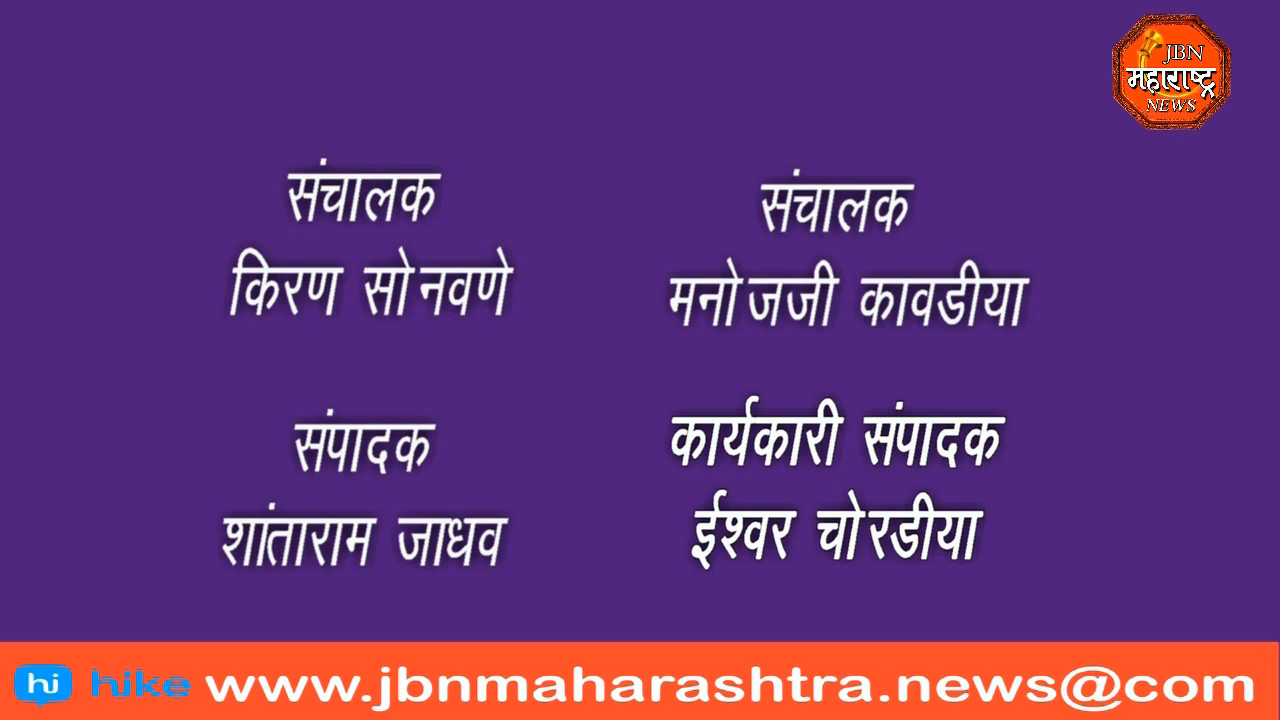 JBN
महाराष्ट्र
NEWS
संचालक
किरण सोनवणे
संचालक
मनोजजी कावडीया
संपादक
शांताराम जाधव
कार्यकारी संपादक
ईश्वर चोरडीया
hi hike www.jbnmaharashtra.news@com